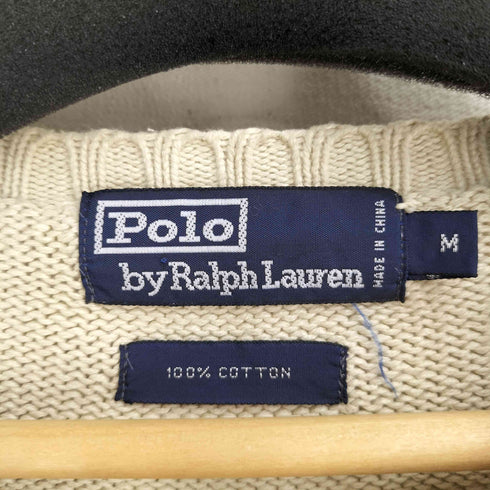 Polo
by Ralph Lauren
MADE IN CHINA
M
100% COTTON